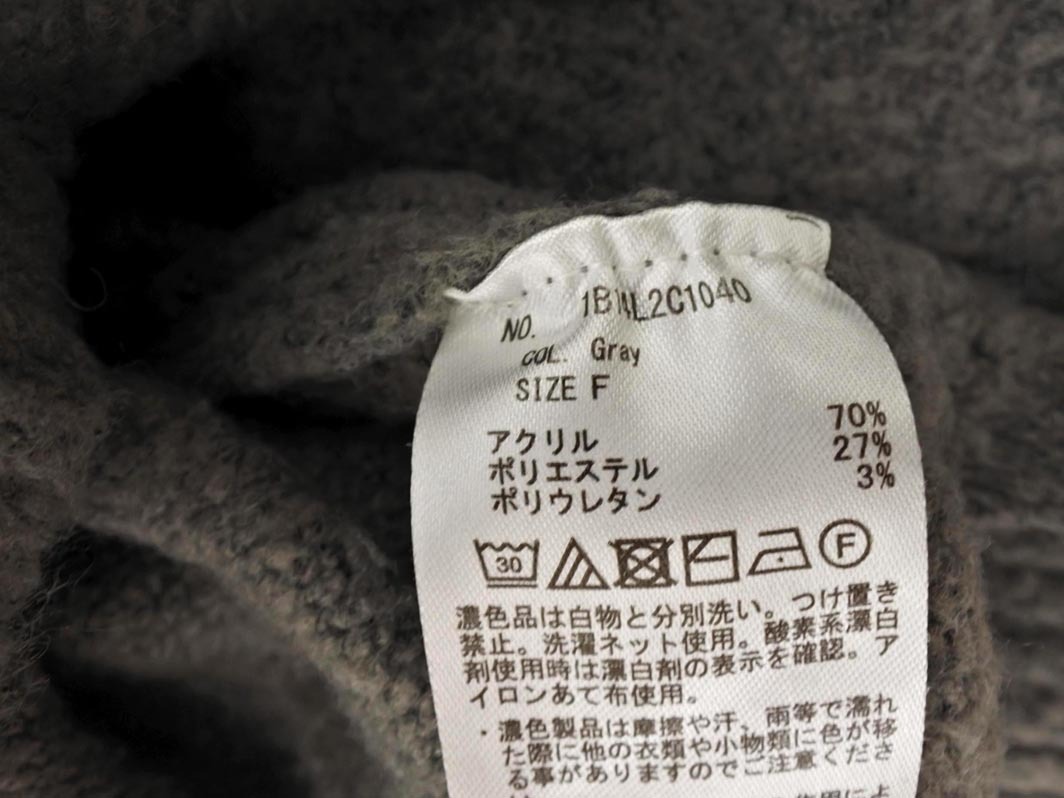 NO. 1B14L2C1040
COL. Gray
SIZE F
アクリル 70%
ポリエステル 27%
ポリウレタン 3%
30 F
濃色品は白物と分別洗い。つけ置き
禁止。洗濯ネット使用。酸素系漂白
剤使用時は漂白剤の表示を確認。ア
イロンあて布使用。
・濃色製品は摩擦や汗、雨等で濡れ
た際に他の衣類や小物類に色が移
る事がありますのでご注意くださ